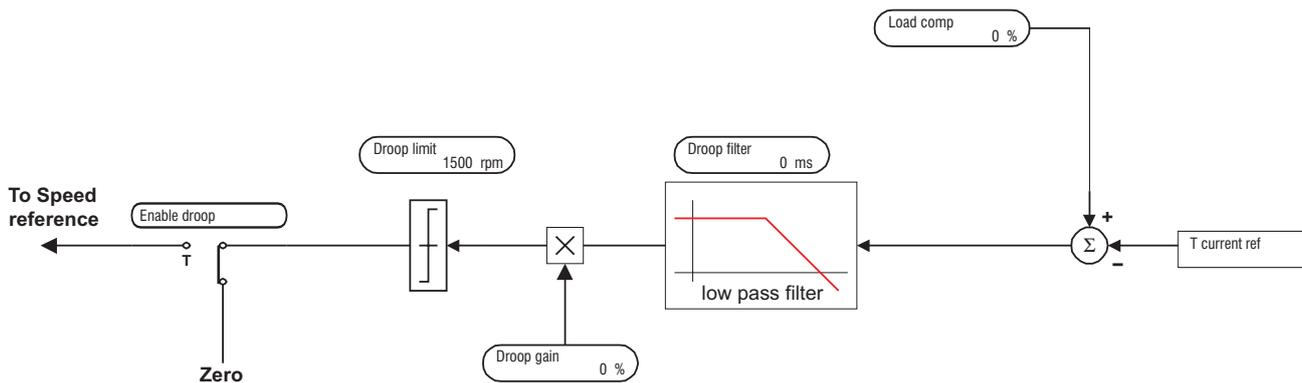 Load comp
0 %
Droop limit
1500 rpm
Droop filter
0 ms
To Speed
reference
Enable droop
T
+
Σ
−
T current ref
low pass filter
Droop gain
0 %
Zero